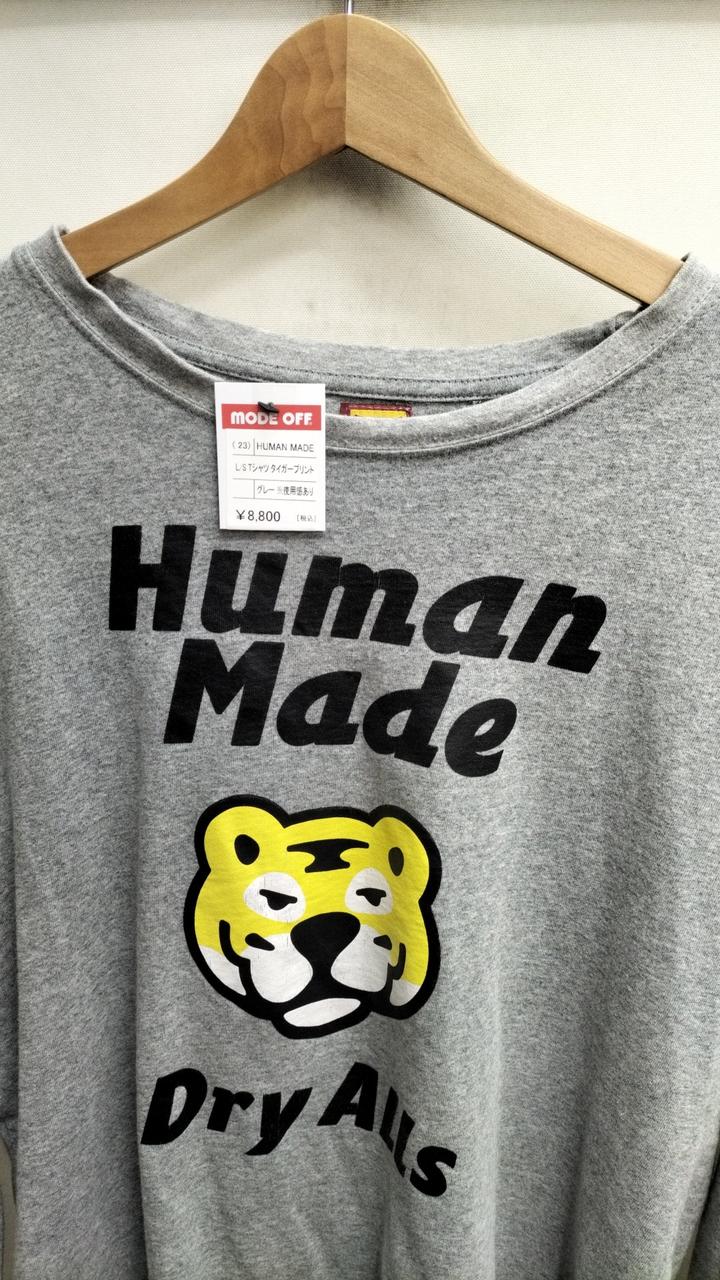 MODE OFF
(23) HUMAN MADE
L/S Tシャツ タイガープリント
グレー ※使用感あり
¥8,800 [税込]
Human
Made
Dry ALLs